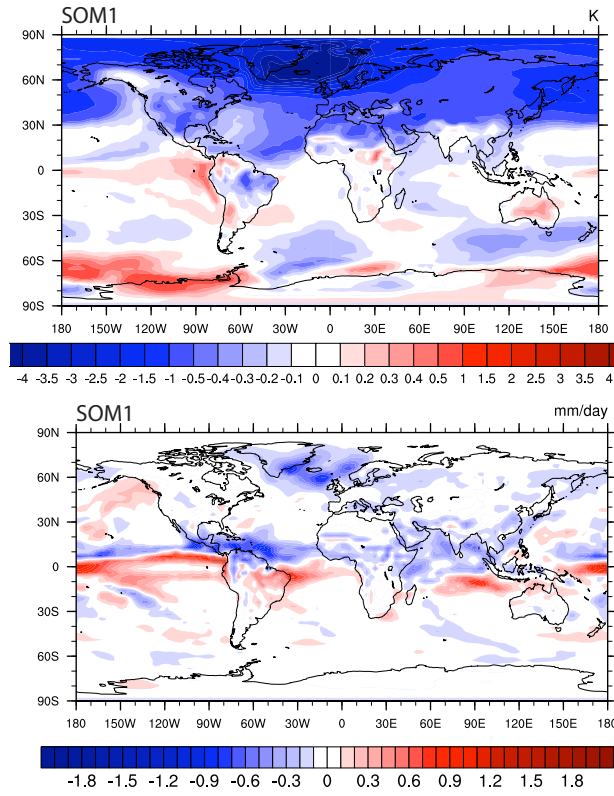 SOM1 K
90N
60N
30N
0
30S
60S
90S
180 150W 120W 90W 60W 30W 0 30E 60E 90E 120E 150E 180
-4 -3.5 -3 -2.5 -2 -1.5 -1 -0.5 -0.4 -0.3 -0.2 -0.1 0 0.1 0.2 0.3 0.4 0.5 1 1.5 2 2.5 3 3.5 4
SOM1 mm/day
90N
60N
30N
0
30S
60S
90S
180 150W 120W 90W 60W 30W 0 30E 60E 90E 120E 150E 180
-1.8 -1.5 -1.2 -0.9 -0.6 -0.3 0 0.3 0.6 0.9 1.2 1.5 1.8